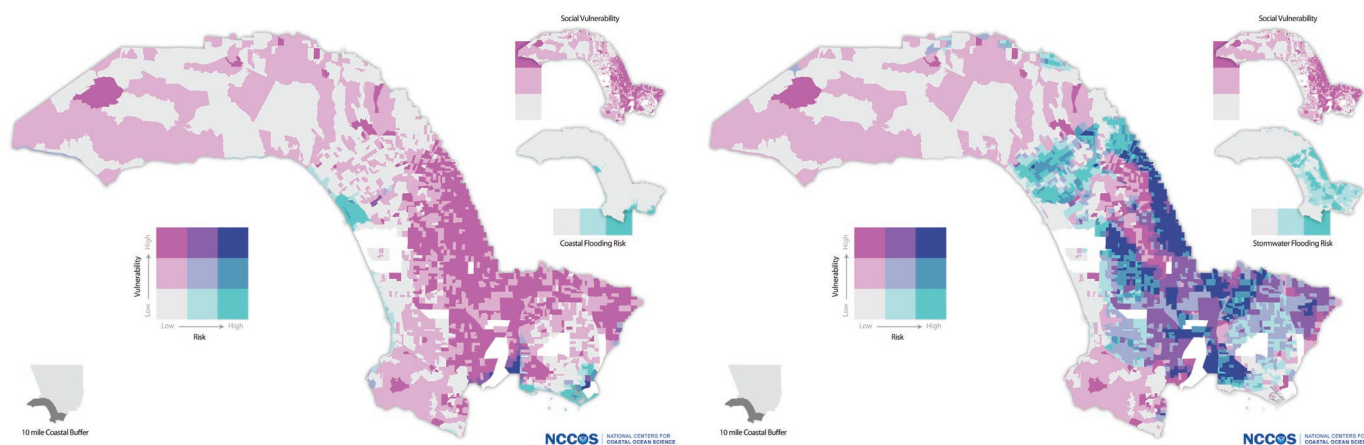 Social Vulnerability
Coastal Flooding Risk
High
Vulnerability
Low
Low
High
Risk
10 mile Coastal Buffer
NCCOS
NATIONAL CENTERS FOR
COASTAL OCEAN SCIENCE
Social Vulnerability
Stormwater Flooding Risk
High
Vulnerability
Low
Low
High
Risk
10 mile Coastal Buffer
NCCOS
NATIONAL CENTERS FOR
COASTAL OCEAN SCIENCE